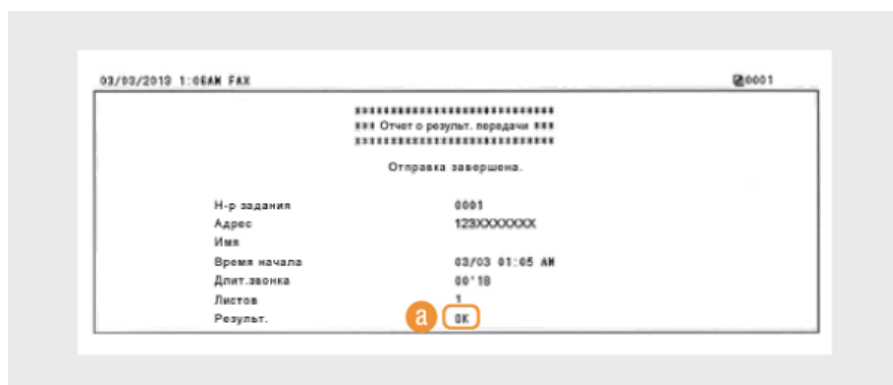 03/03/2013 1:06AM FAX 0001
****************************
*** Отчет о результ. передачи ***
****************************
Отправка завершена.
Н-р задания 0001
Адрес 123XXXXXXX
Имя
Время начала 03/03 01:05 AM
Длит.звонка 00'18
Листов 1
Результ. a OK